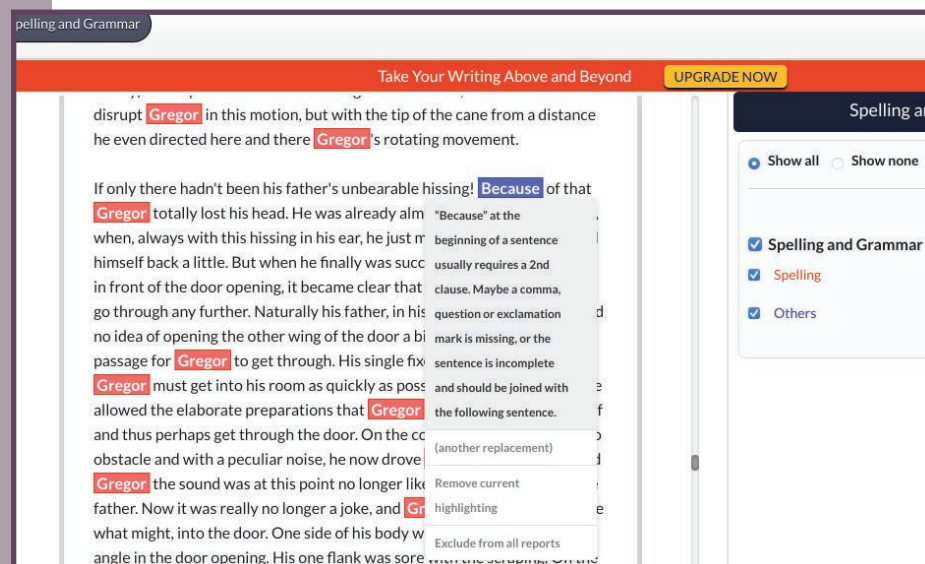 pelling and Grammar
Take Your Writing Above and Beyond
UPGRADE NOW
disrupt Gregor in this motion, but with the tip of the cane from a distance
he even directed here and there Gregor's rotating movement.
If only there hadn't been his father's unbearable hissing! Because of that
Gregor totally lost his head. He was already alm
when, always with this hissing in his ear, he just m
himself back a little. But when he finally was succ
in front of the door opening, it became clear that
go through any further. Naturally his father, in his
no idea of opening the other wing of the door a bi
passage for Gregor to get through. His single fix
Gregor must get into his room as quickly as poss
allowed the elaborate preparations that Gregor
and thus perhaps get through the door. On the co
obstacle and with a peculiar noise, he now drove
Gregor the sound was at this point no longer like
father. Now it was really no longer a joke, and Gr
what might, into the door. One side of his body w
angle in the door opening. His one flank was sore with the scraping. On the
"Because" at the
beginning of a sentence
usually requires a 2nd
clause. Maybe a comma,
question or exclamation
mark is missing, or the
sentence is incomplete
and should be joined with
the following sentence.
(another replacement)
Remove current
highlighting
Exclude from all reports
Spelling a
Show all Show none
Spelling and Grammar
Spelling
Others